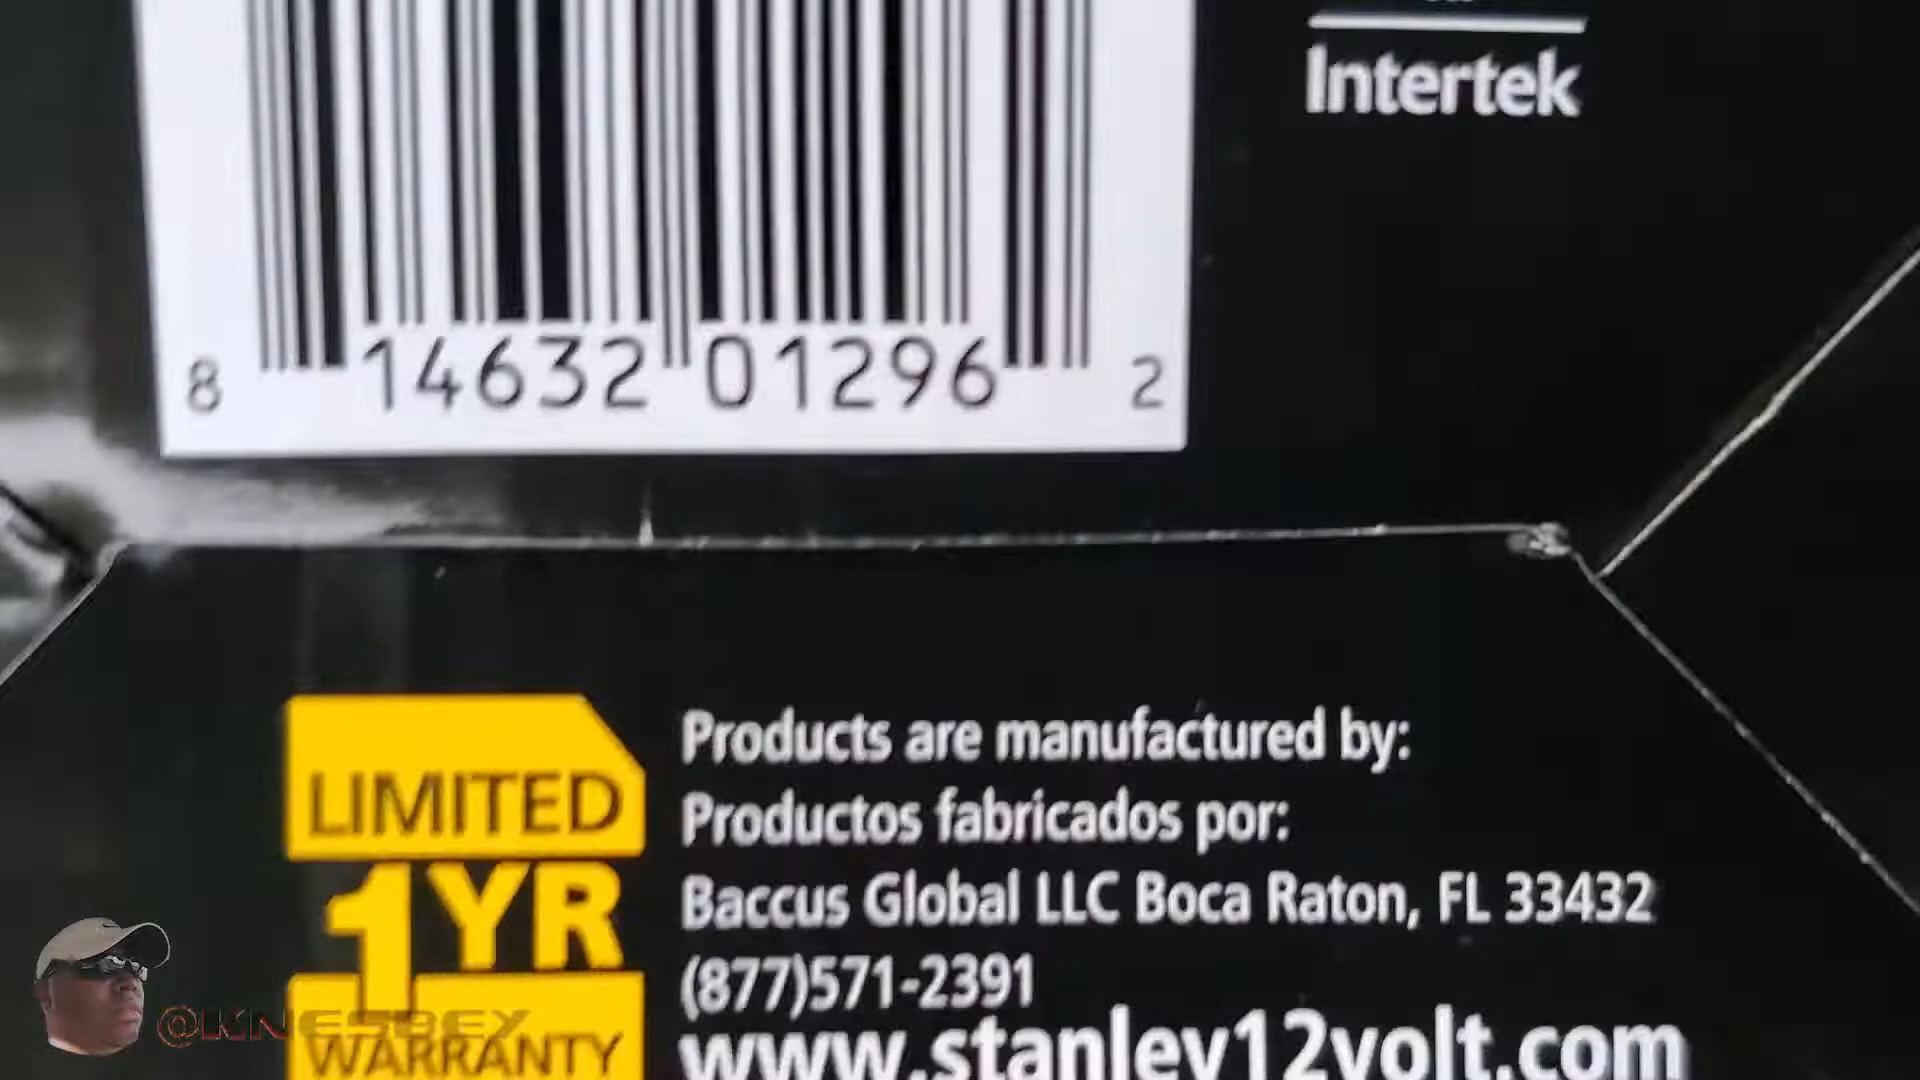 Intertek
8 14632 01296 2
LIMITED
1YR
WARRANTY
Products are manufactured by:
Productos fabricados por:
Baccus Global LLC Boca Raton, FL 33432
(877)571-2391
www.stanley12volt.com